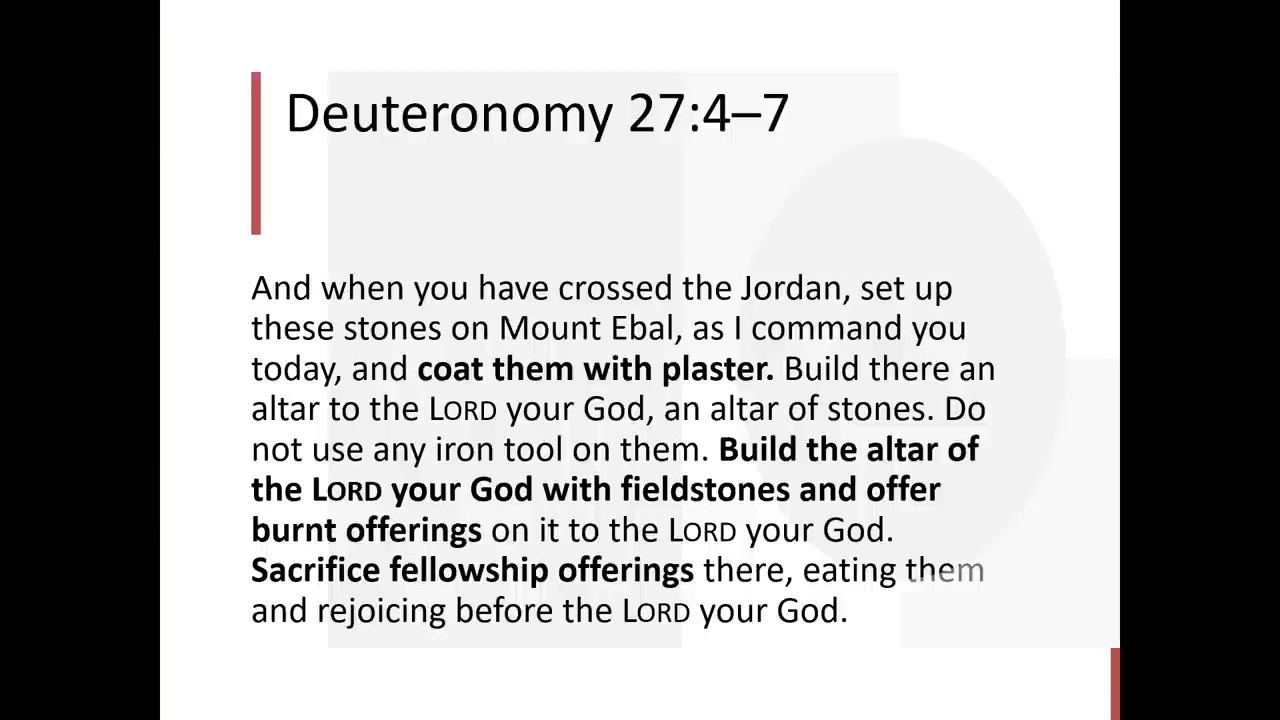 Deuteronomy 27:4–7
And when you have crossed the Jordan, set up
these stones on Mount Ebal, as I command you
today, and coat them with plaster. Build there an
altar to the LORD your God, an altar of stones. Do
not use any iron tool on them. Build the altar of
the LORD your God with fieldstones and offer
burnt offerings on it to the LORD your God.
Sacrifice fellowship offerings there, eating them
and rejoicing before the LORD your God.